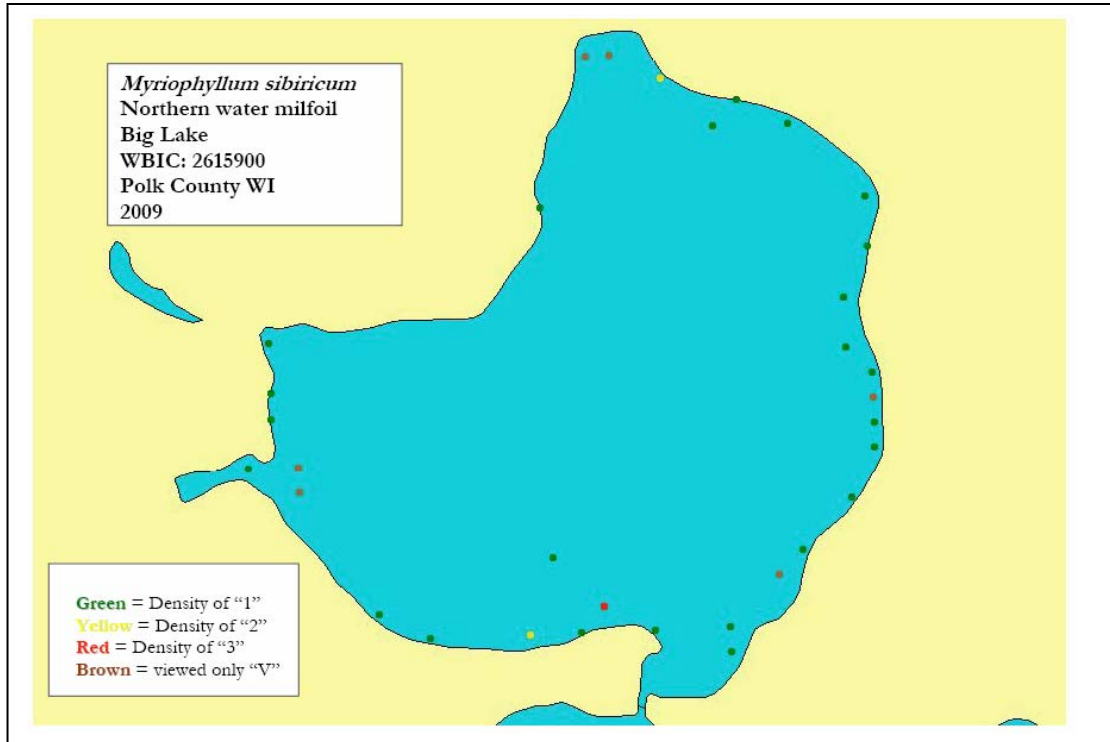 Myriophyllum sibiricum
Northern water milfoil
Big Lake
WBIC: 2615900
Polk County WI
2009
Green = Density of “1”
Yellow = Density of “2”
Red = Density of “3”
Brown = viewed only “V”